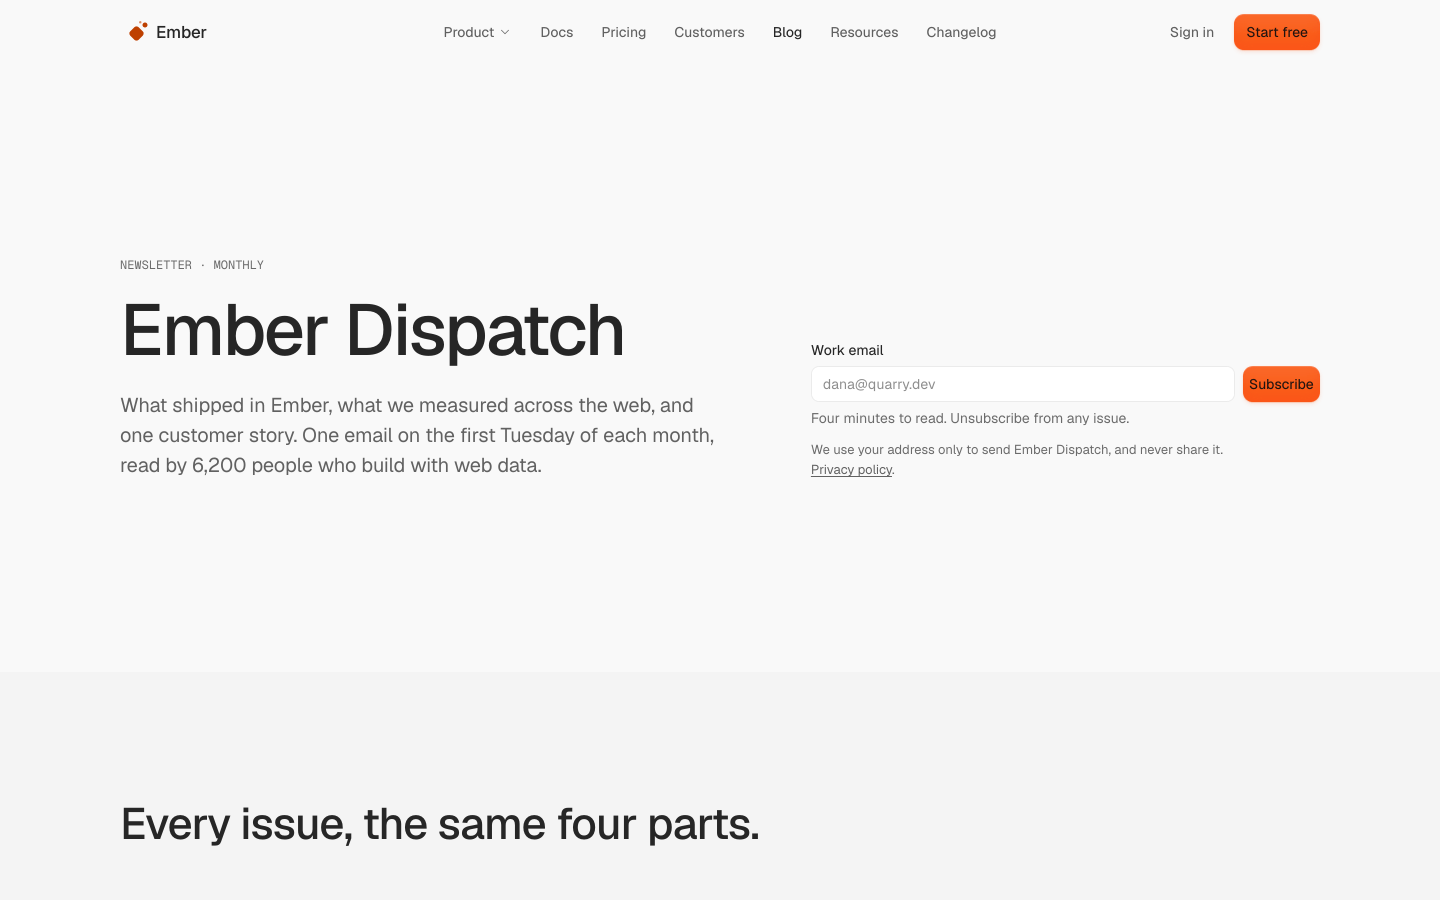 Ember
Product
Docs
Pricing
Customers
Blog
Resources
Changelog
Sign in
Start free
NEWSLETTER · MONTHLY
Ember Dispatch
What shipped in Ember, what we measured across the web, and
one customer story. One email on the first Tuesday of each month,
read by 6,200 people who build with web data.
Work email
dana@quarry.dev
Subscribe
Four minutes to read. Unsubscribe from any issue.
We use your address only to send Ember Dispatch, and never share it.
Privacy policy.
Every issue, the same four parts.